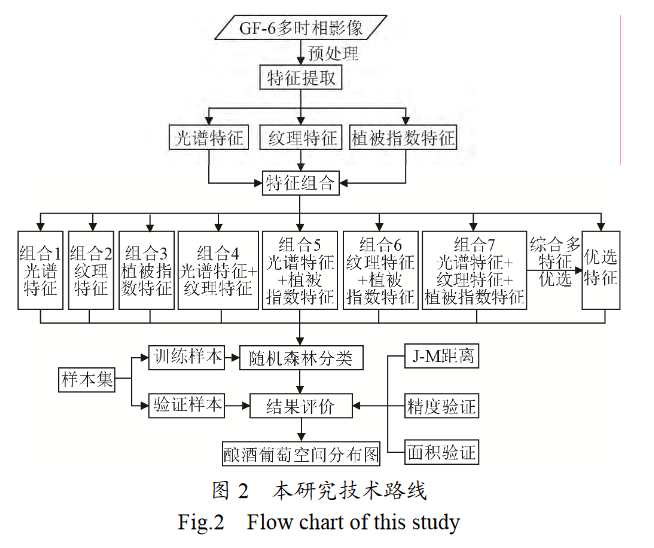 GF-6多时相影像
预处理
特征提取
光谱特征
纹理特征
植被指数特征
特征组合
组合1
光谱
特征
组合2
纹理
特征
组合3
植被指
数特征
组合4
光谱特征+
纹理特征
组合5
光谱特征
+植被
指数特征
组合6
纹理特征
+植被
指数特征
组合7
光谱特征+
纹理特征+
植被指数特征
综合多
特征
优选
优选
特征
样本集
训练样本
随机森林分类
J-M距离
验证样本
结果评价
精度验证
酿酒葡萄空间分布图
面积验证
图 2 本研究技术路线
Fig.2 Flow chart of this study